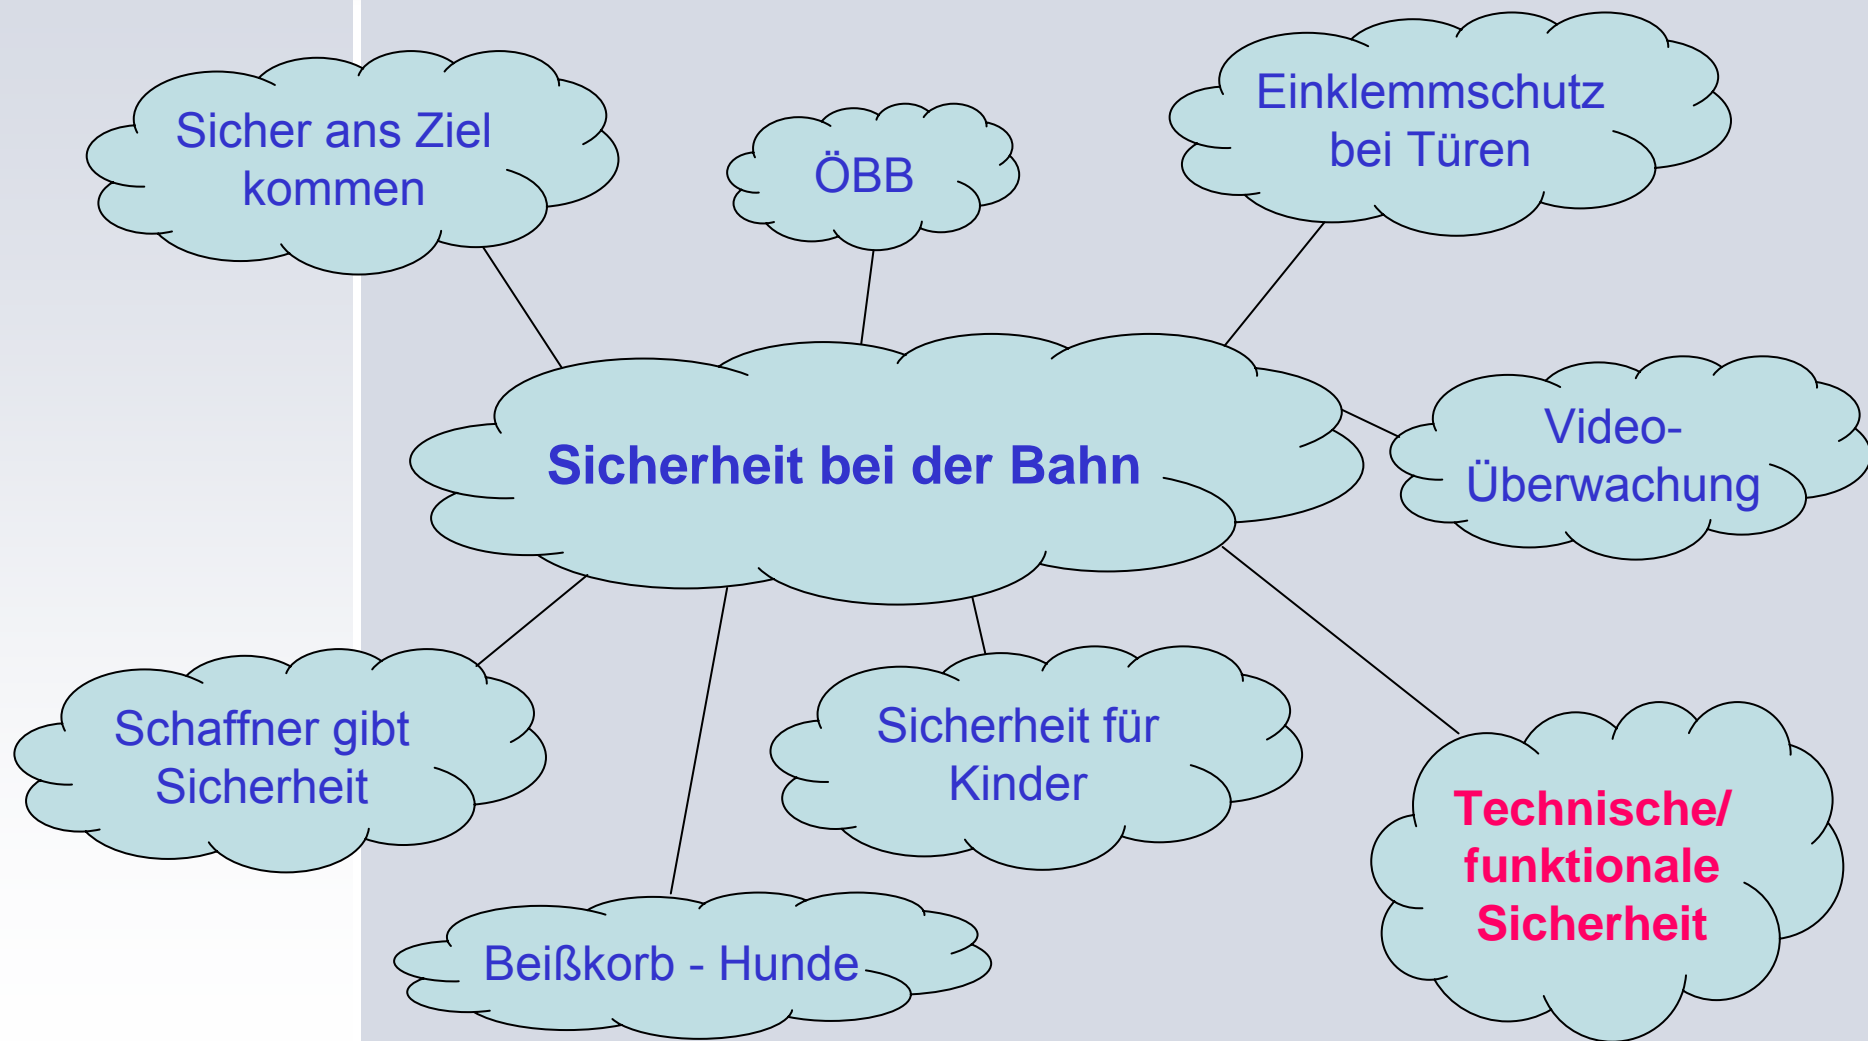 Sicher ans Ziel
kommen
ÖBB
Einklemmschutz
bei Türen
Sicherheit bei der Bahn
Video-
Überwachung
Schaffner gibt
Sicherheit
Sicherheit für
Kinder
Technische/
funktionale
Sicherheit
Beißkorb - Hunde